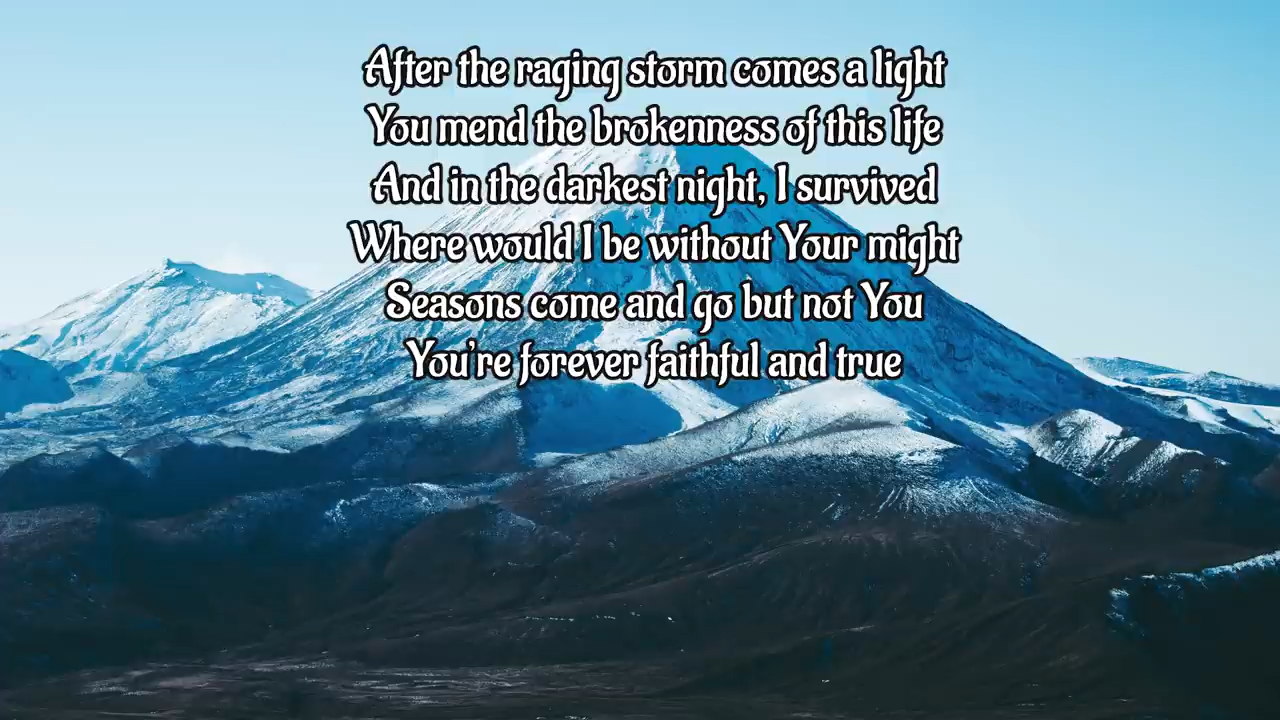 After the raging storm comes a light
You mend the brokenness of this life
And in the darkest night, I survived
Where would I be without Your might
Seasons come and go but not You
You're forever faithful and true